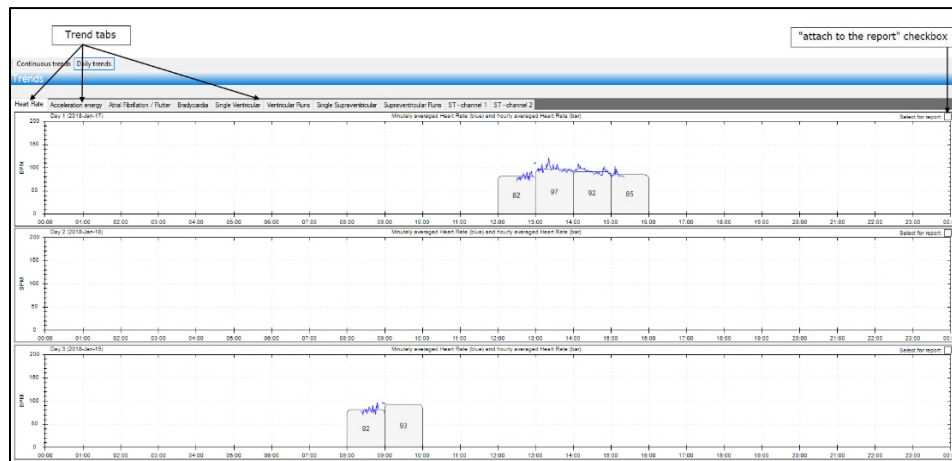 Trend tabs
"attach to the report" checkbox
Continuous trends Daily trends
Trends
Heart Rate Acceleration energy Atrial Fibrillation / Flutter Bradycardia Single Ventricular Ventricular Runs Single Supraventricular Supraventricular Runs ST - channel 1 ST - channel 2
Day 1 (2018-Jan-17) Minutely averaged Heart Rate (blue) and hourly averaged Heart Rate (bar) Select for report:
200
150
100
50
0
BPM
82 97 92 85
00:00 01:00 02:00 03:00 04:00 05:00 06:00 07:00 08:00 09:00 10:00 11:00 12:00 13:00 14:00 15:00 16:00 17:00 18:00 19:00 20:00 21:00 22:00 23:00 00:0
Day 2 (2018-Jan-18) Minutely averaged Heart Rate (blue) and hourly averaged Heart Rate (bar) Select for report:
200
150
100
50
0
BPM
00:00 01:00 02:00 03:00 04:00 05:00 06:00 07:00 08:00 09:00 10:00 11:00 12:00 13:00 14:00 15:00 16:00 17:00 18:00 19:00 20:00 21:00 22:00 23:00 00:0
Day 3 (2018-Jan-19) Minutely averaged Heart Rate (blue) and hourly averaged Heart Rate (bar) Select for report:
200
150
100
50
0
BPM
82 93
00:00 01:00 02:00 03:00 04:00 05:00 06:00 07:00 08:00 09:00 10:00 11:00 12:00 13:00 14:00 15:00 16:00 17:00 18:00 19:00 20:00 21:00 22:00 23:00 00:0